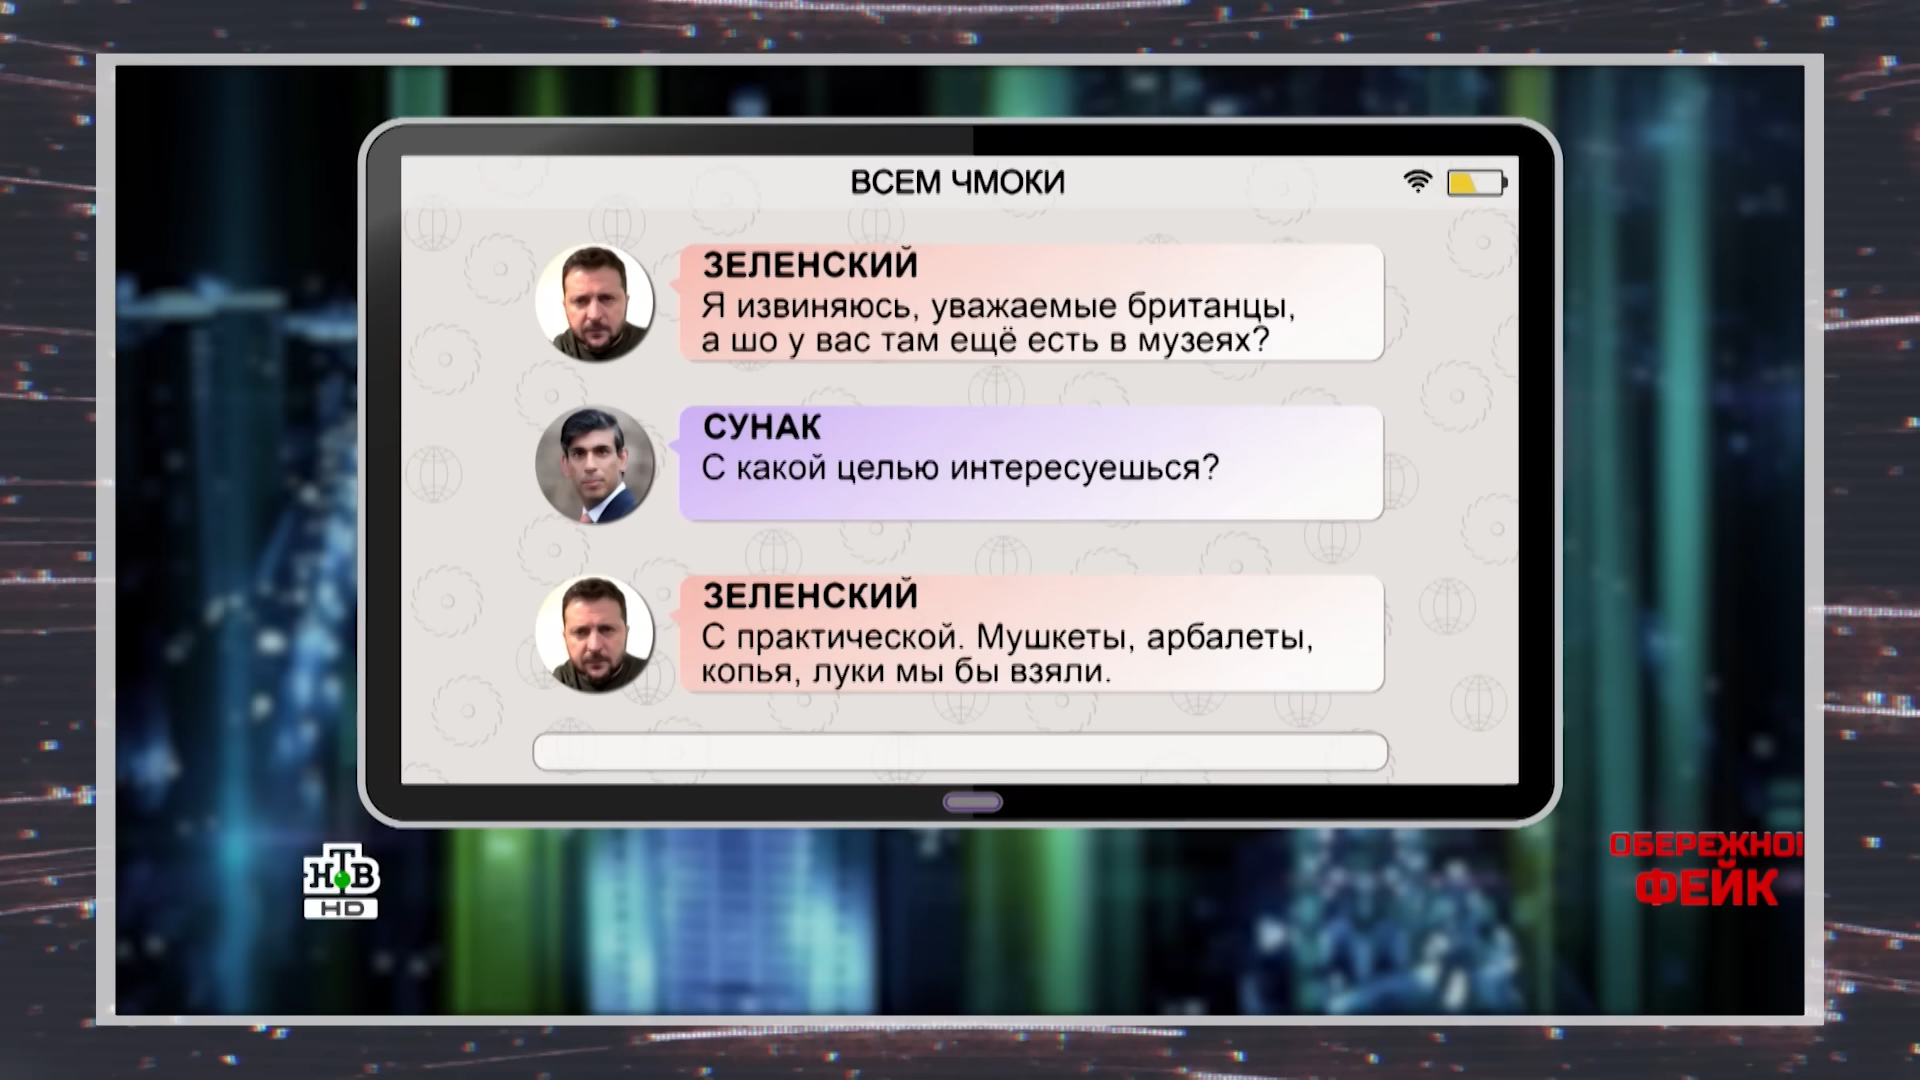 ВСЕМ ЧМОКИ
ЗЕЛЕНСКИЙ
Я извиняюсь, уважаемые британцы,
а шо у вас там ещё есть в музеях?
СУНАК
С какой целью интересуешься?
ЗЕЛЕНСКИЙ
С практической. Мушкеты, арбалеты,
копья, луки мы бы взяли.
НТВ
HD
ОБЕРЕЖНО!
ФЕЙК